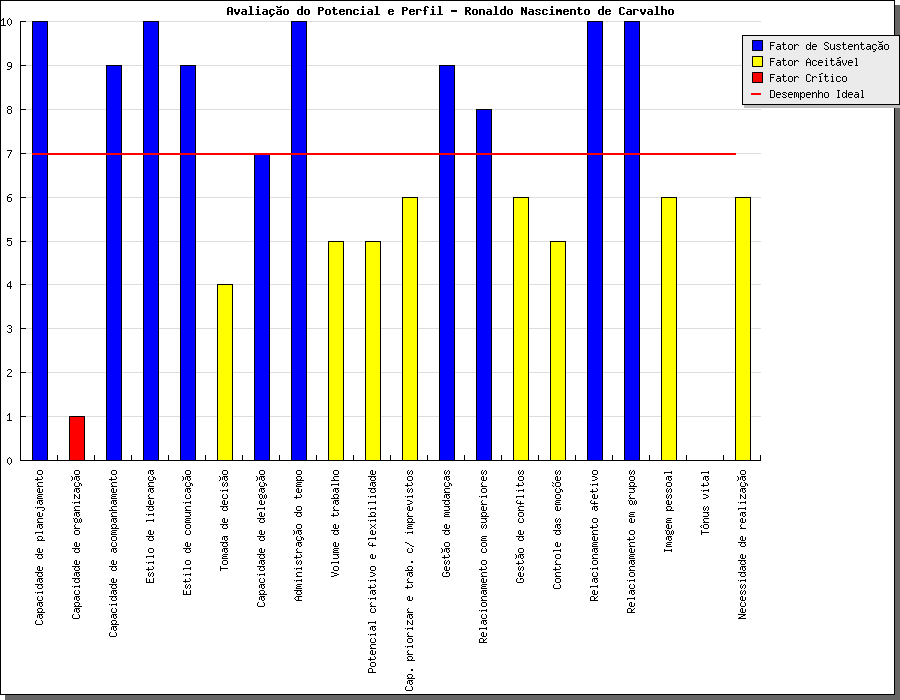 Avaliação do Potencial e Perfil - Ronaldo Nascimento de Carvalho
10
9
8
7
6
5
4
3
2
1
0
Fator de Sustentação
Fator Aceitável
Fator Crítico
Desempenho Ideal
Capacidade de planejamento
Capacidade de organização
Capacidade de acompanhamento
Estilo de liderança
Estilo de comunicação
Tomada de decisão
Capacidade de delegação
Administração do tempo
Volume de trabalho
Potencial criativo e flexibilidade
Cap. priorizar e trab. c/ imprevistos
Gestão de mudanças
Relacionamento com superiores
Gestão de conflitos
Controle das emoções
Relacionamento afetivo
Relacionamento em grupos
Imagem pessoal
Tônus vital
Necessidade de realização